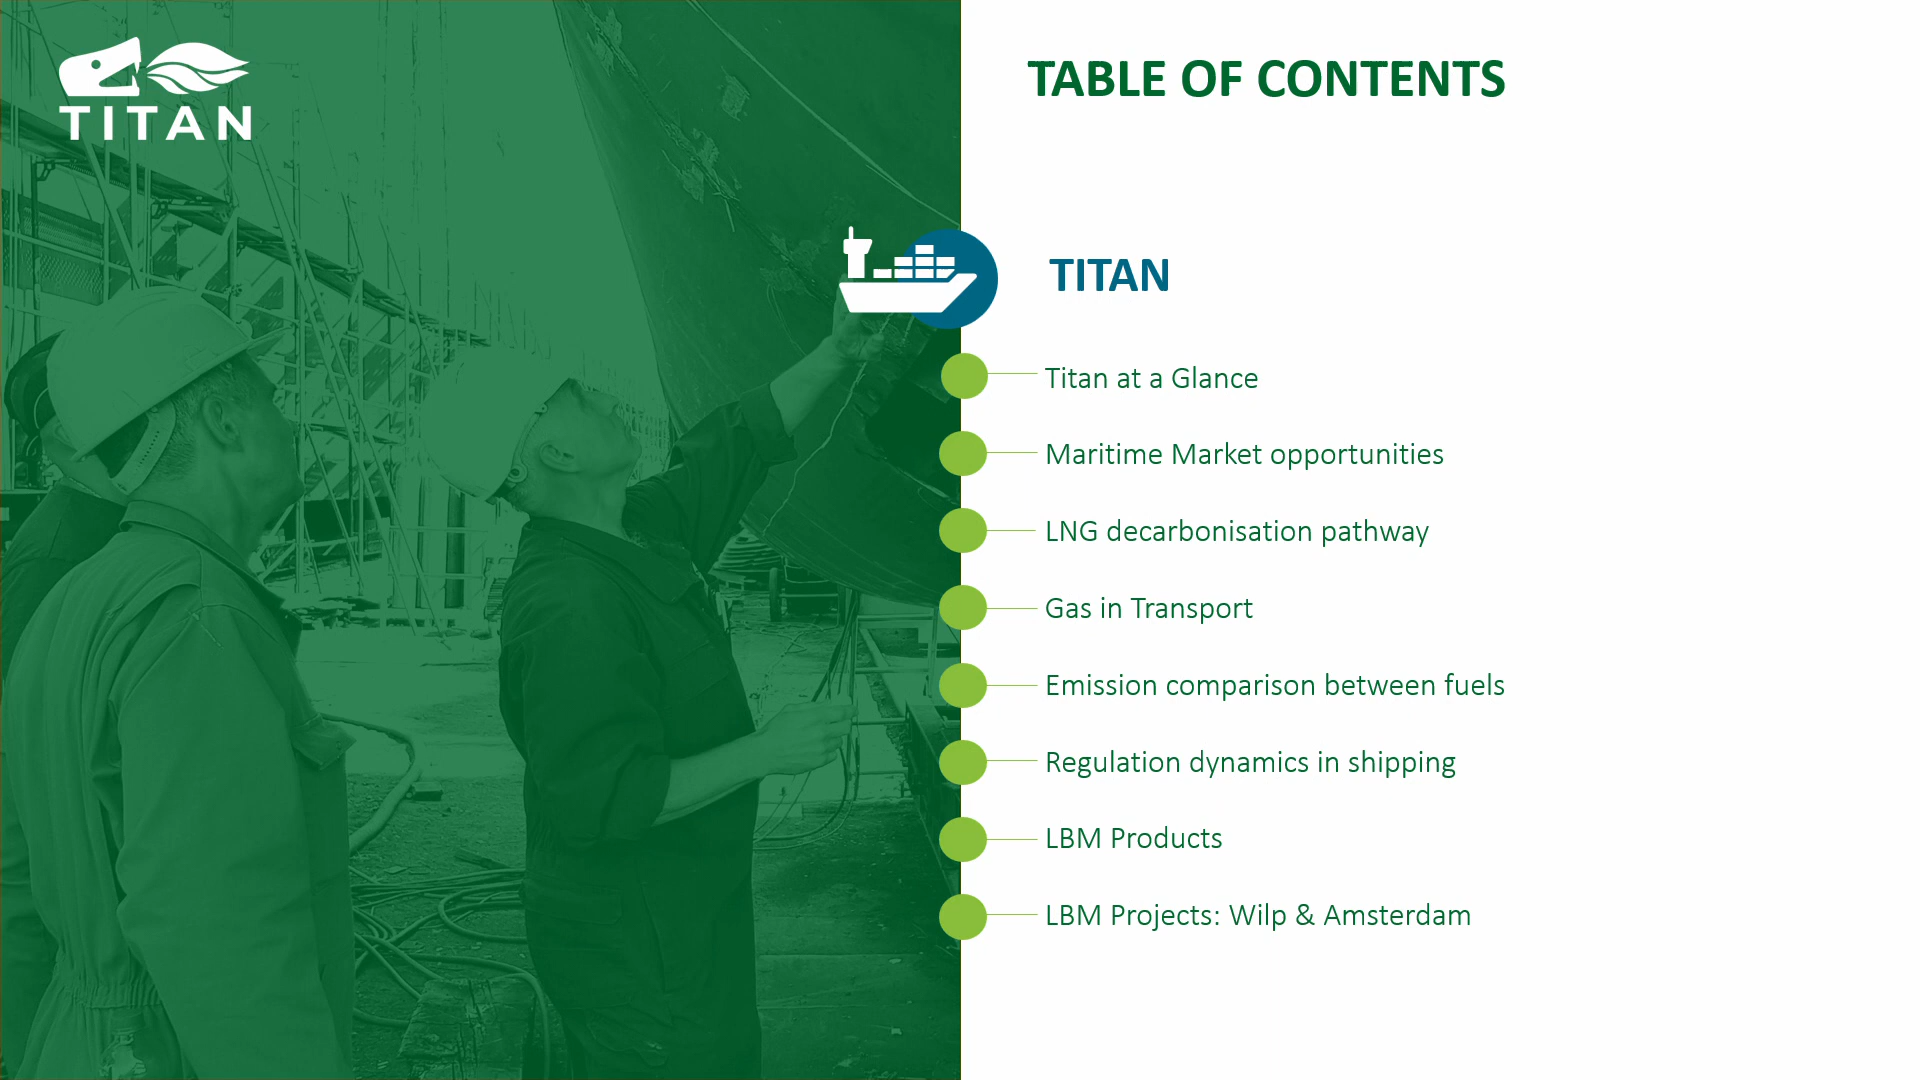 TITAN
TABLE OF CONTENTS
TITAN
Titan at a Glance
Maritime Market opportunities
LNG decarbonisation pathway
Gas in Transport
Emission comparison between fuels
Regulation dynamics in shipping
LBM Products
LBM Projects: Wilp & Amsterdam